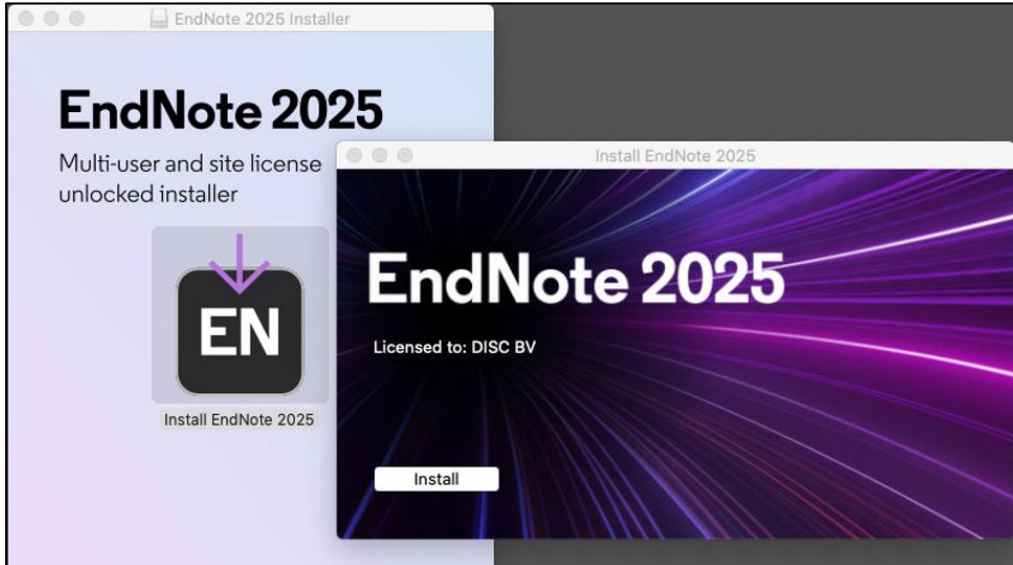 EndNote 2025 Installer
EndNote 2025
Multi-user and site license
unlocked installer
EN
Install EndNote 2025
Install EndNote 2025
EndNote 2025
Licensed to: DISC BV
Install